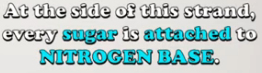 At the side of this strand,
every sugar is attached to
NITROGEN BASE.